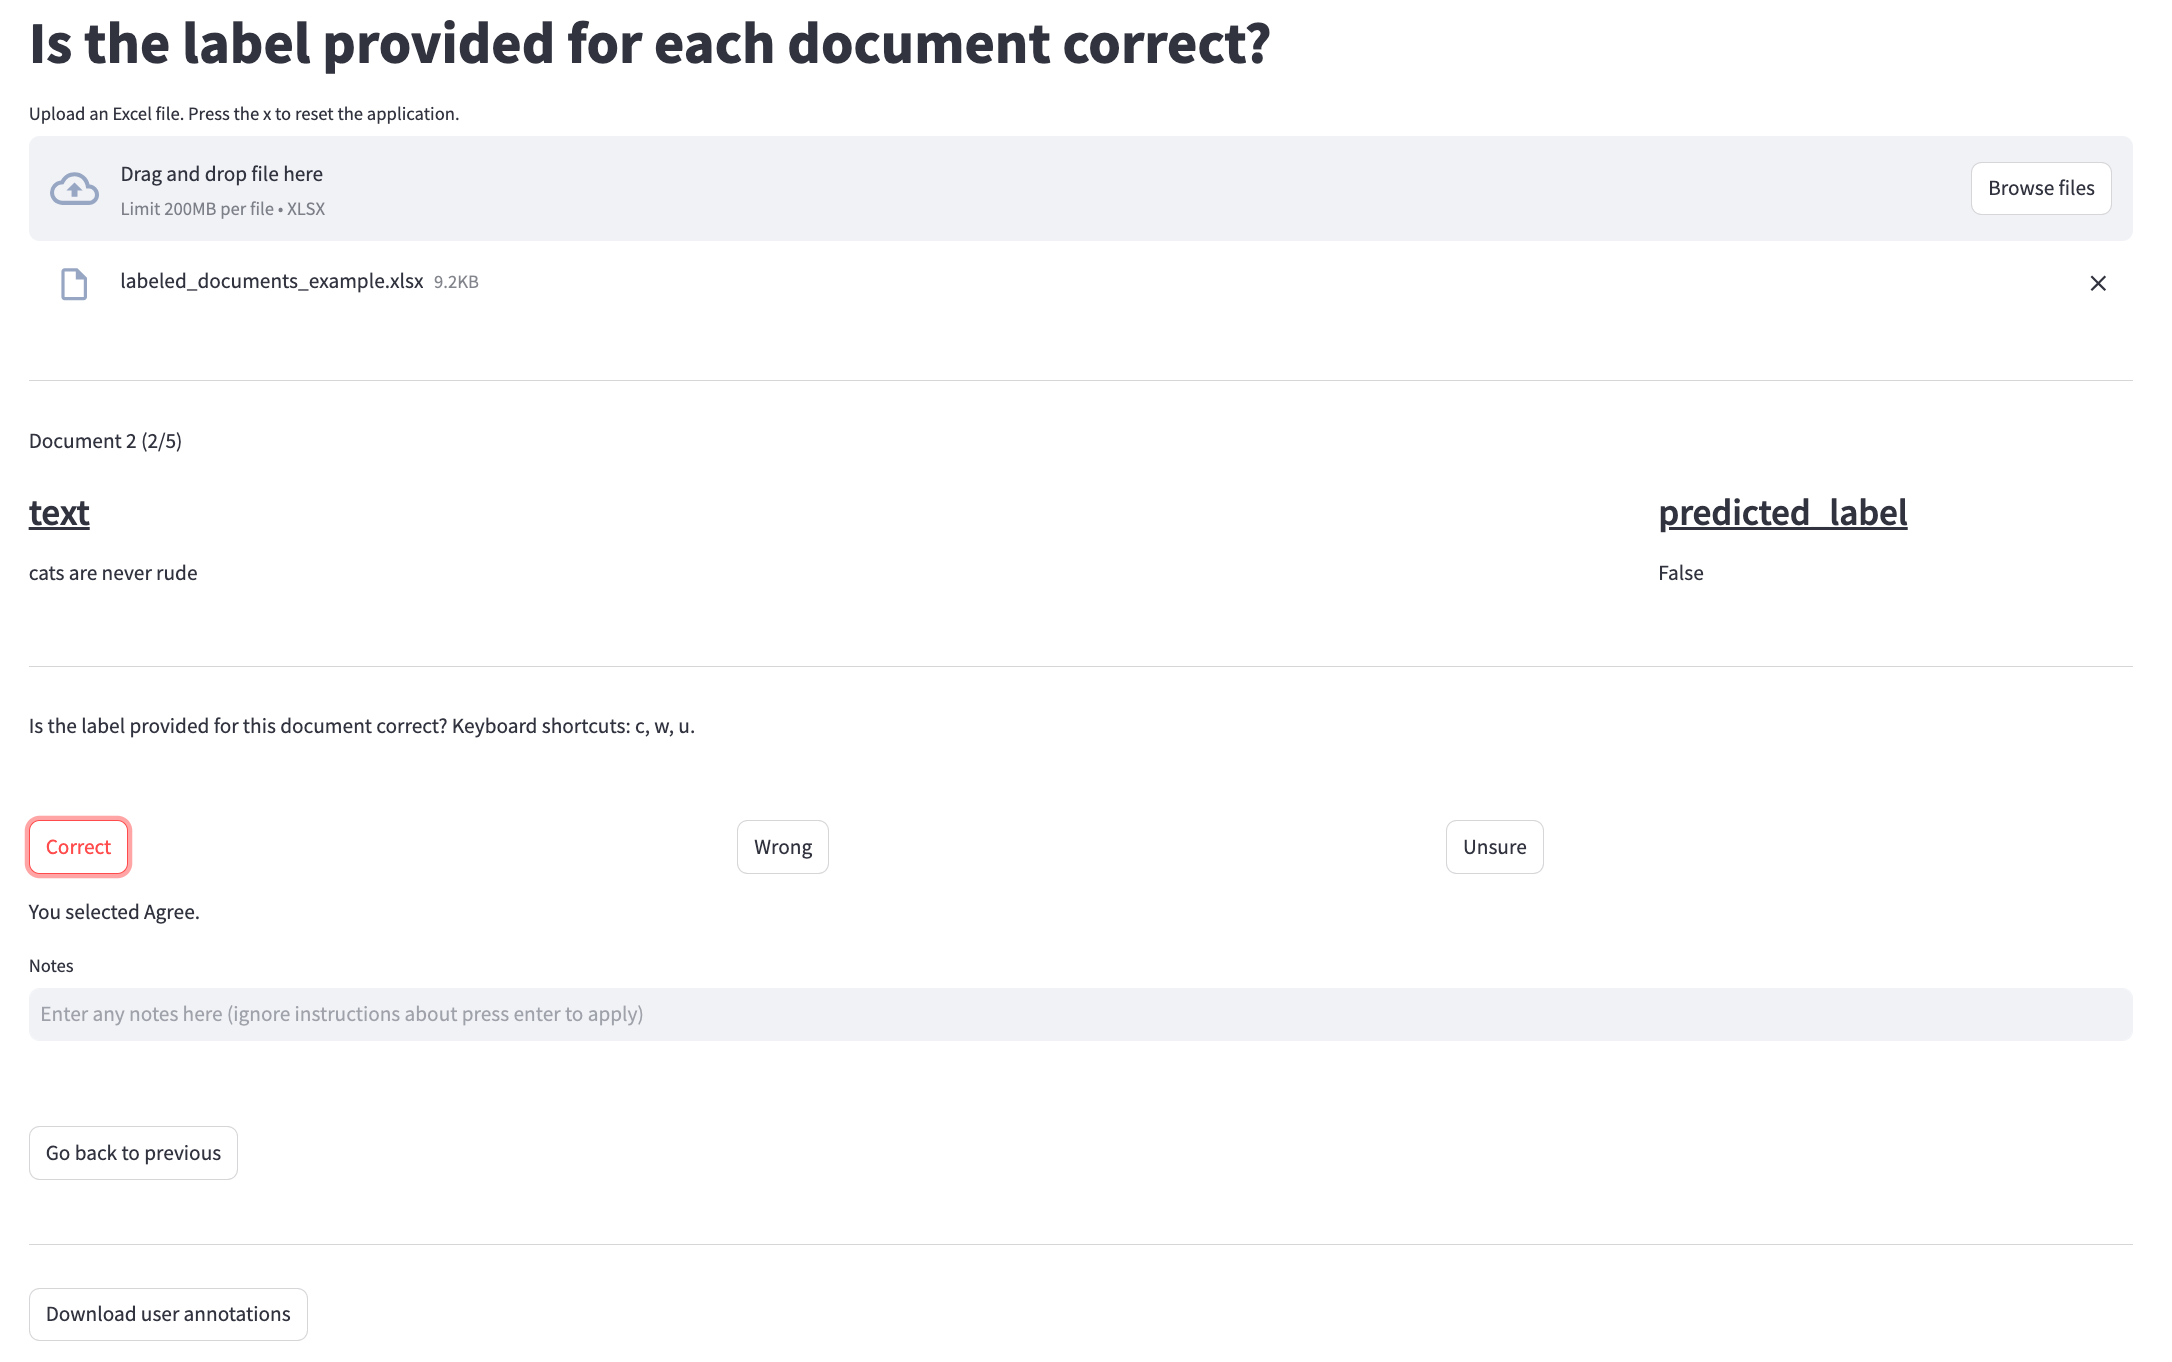 Is the label provided for each document correct?
Upload an Excel file. Press the x to reset the application.
Drag and drop file here
Limit 200MB per file • XLSX
Browse files
labeled_documents_example.xlsx 9.2KB
Document 2 (2/5)
text
predicted_label
cats are never rude
False
Is the label provided for this document correct? Keyboard shortcuts: c, w, u.
Correct
Wrong
Unsure
You selected Agree.
Notes
Enter any notes here (ignore instructions about press enter to apply)
Go back to previous
Download user annotations